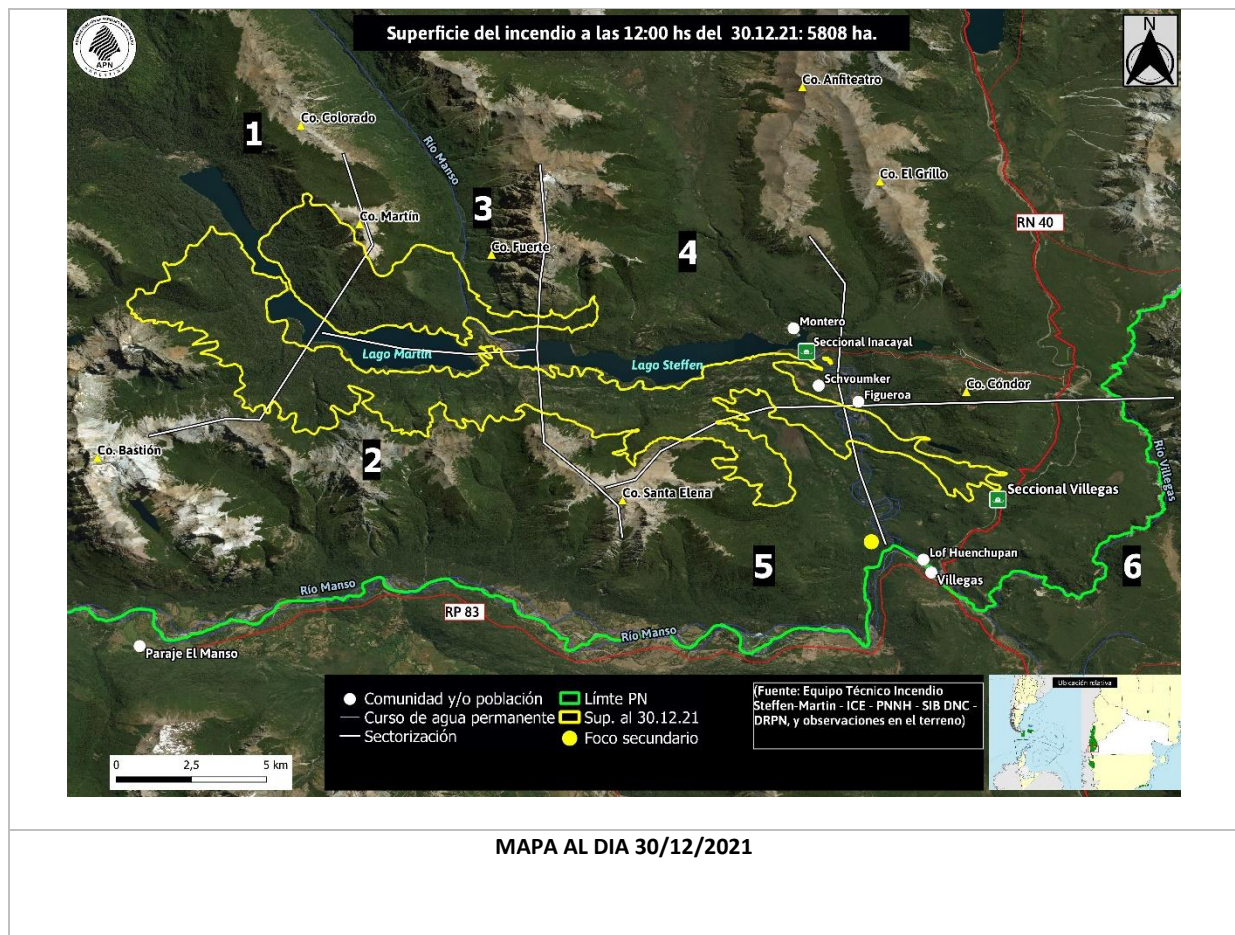 Superficie del incendio a las 12:00 hs del 30.12.21: 5808 ha.
APN
N
Co. Anfiteatro
Co. Colorado
1
Río Manso
Co. El Grillo
3
Co. Martín
RN 40
4
Co. Fuerte
Montero
Seccional Inacayal
Lago Martin
Lago Steffen
Schvoumker
Co. Cóndor
Figueroa
Co. Bastión
2
Río Villegas
Co. Santa Elena
Seccional Villegas
Lof Huenchupan
5
6
Villegas
Río Manso
RP 83
Río Manso
Paraje El Manso
Comunidad y/o población
Curso de agua permanente
Sectorización
Límte PN
Sup. al 30.12.21
Foco secundario
(Fuente: Equipo Técnico Incendio
Steffen-Martin - ICE - PNNH - SIB DNC -
DRPN, y observaciones en el terreno)
Ubicación relativa
0 2,5 5 km
MAPA AL DIA 30/12/2021